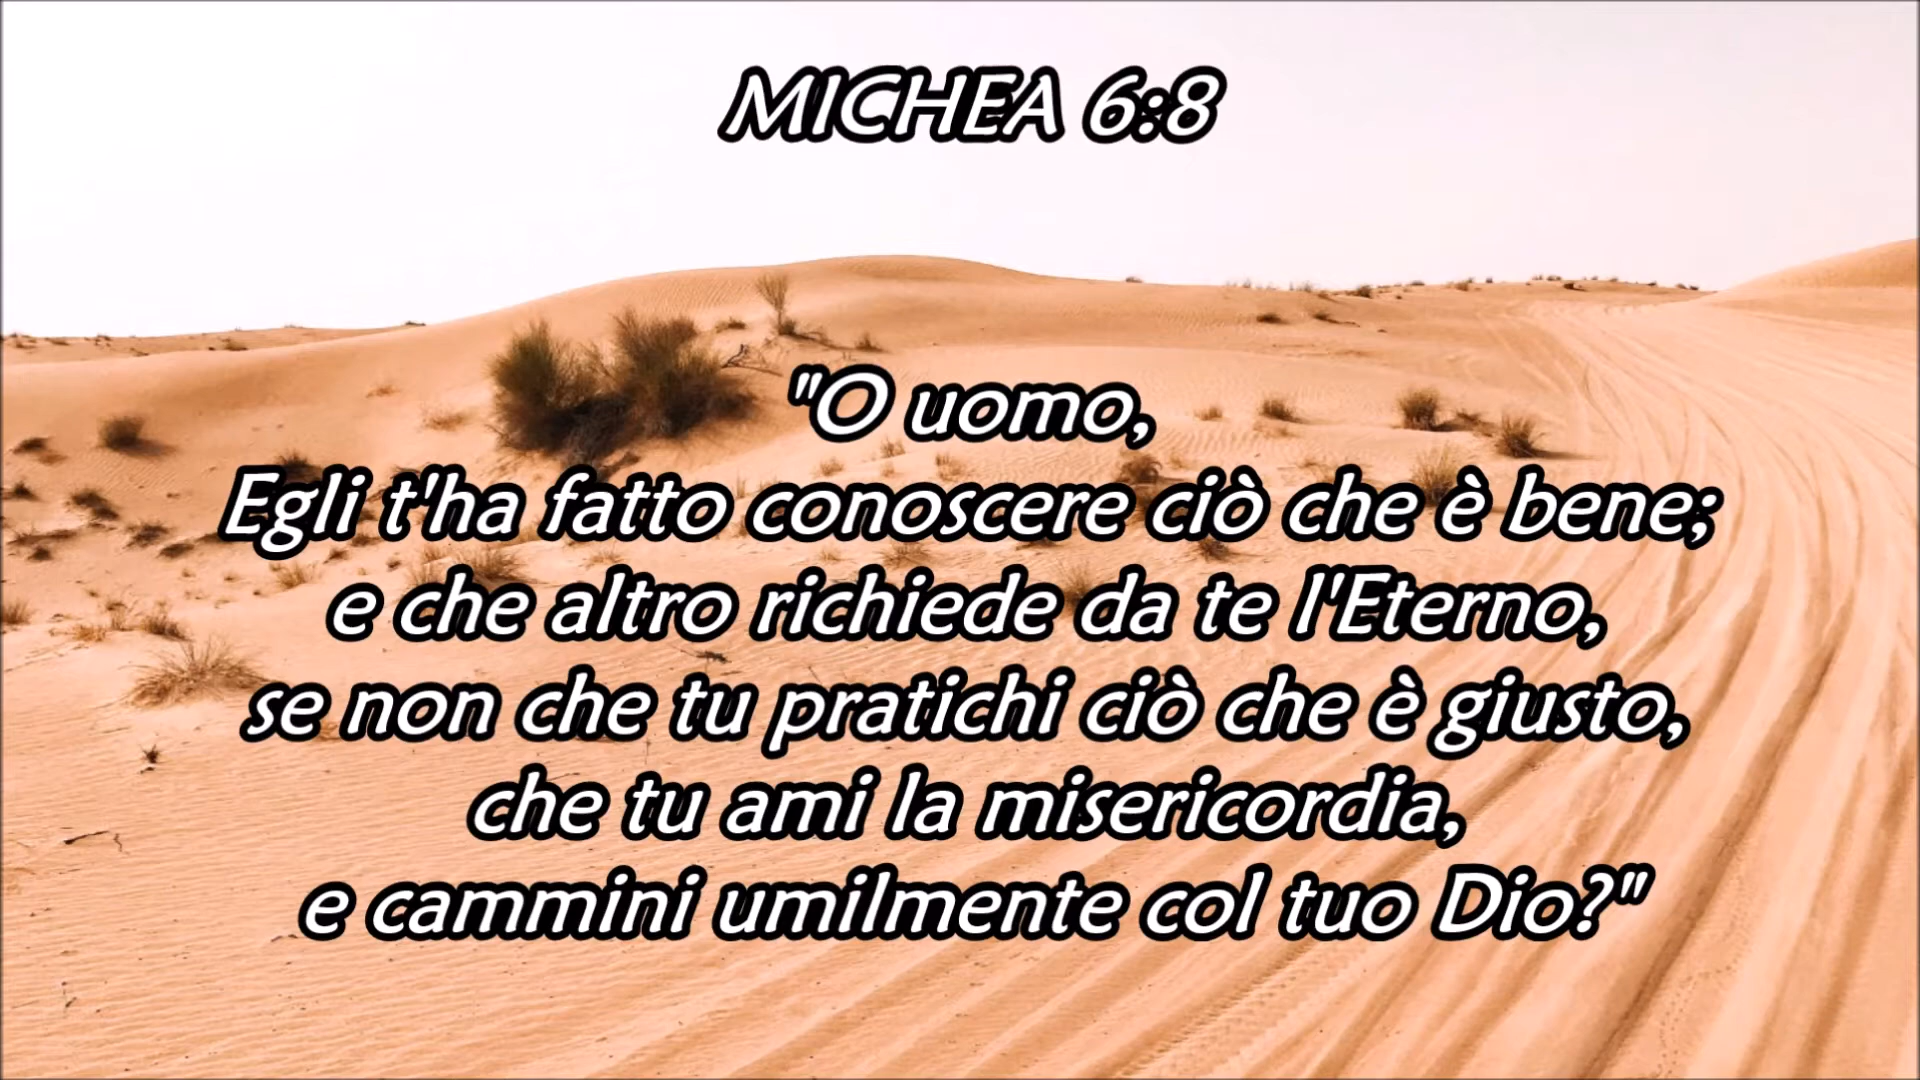 MICHEA 6:8
"O uomo,
Egli t'ha fatto conoscere ciò che è bene;
e che altro richiede da te l'Eterno,
se non che tu pratichi ciò che è giusto,
che tu ami la misericordia,
e cammini umilmente col tuo Dio?"